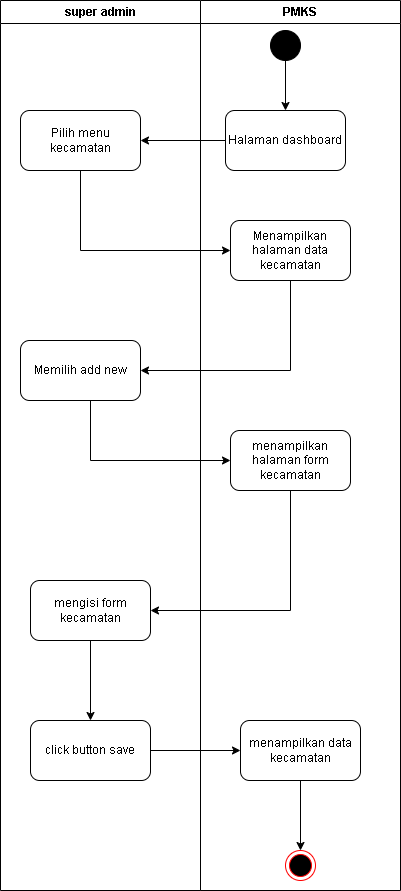 super admin
PMKS
Halaman dashboard
Pilih menu
kecamatan
Menampilkan
halaman data
kecamatan
Memilih add new
menampilkan
halaman form
kecamatan
mengisi form
kecamatan
click button save
menampilkan data
kecamatan